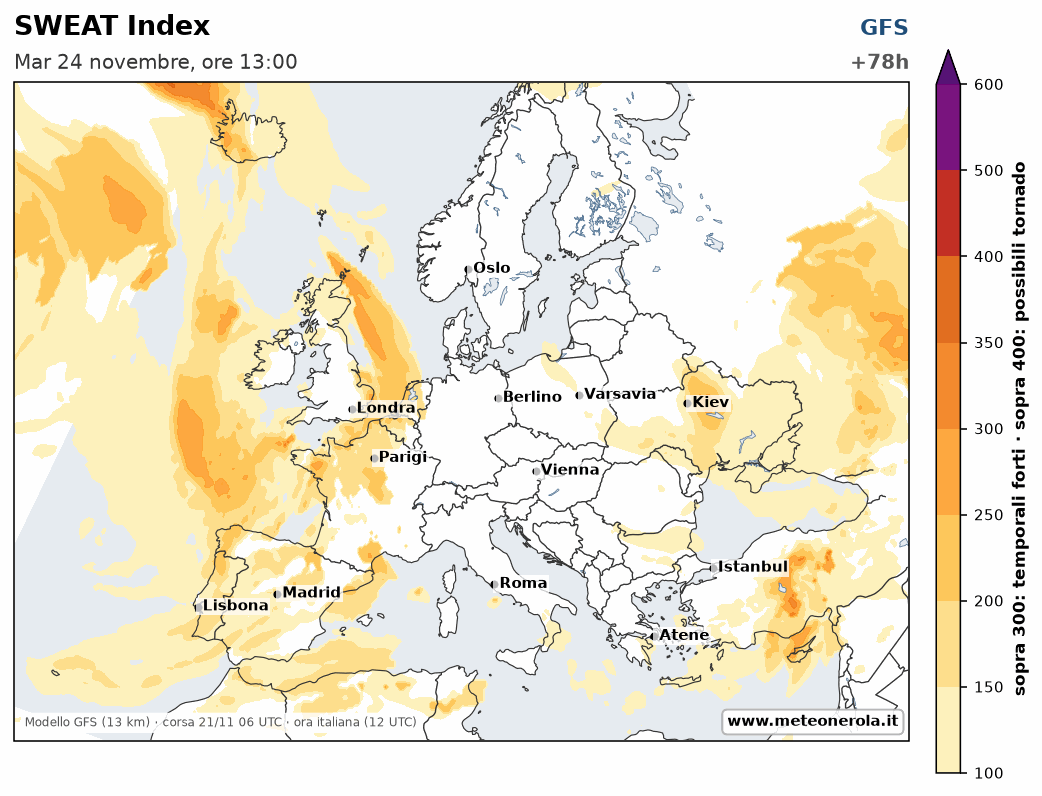 SWEAT Index
GFS
Mar 24 novembre, ore 13:00
+78h
600
500
400
350
300
250
200
150
100
sopra 300: temporali forti · sopra 400: possibili tornado
Oslo
Berlino
Varsavia
Kiev
Londra
Parigi
Vienna
Istanbul
Roma
Madrid
Lisbona
Atene
Modello GFS (13 km) · corsa 21/11 06 UTC · ora italiana (12 UTC)
www.meteonerola.it